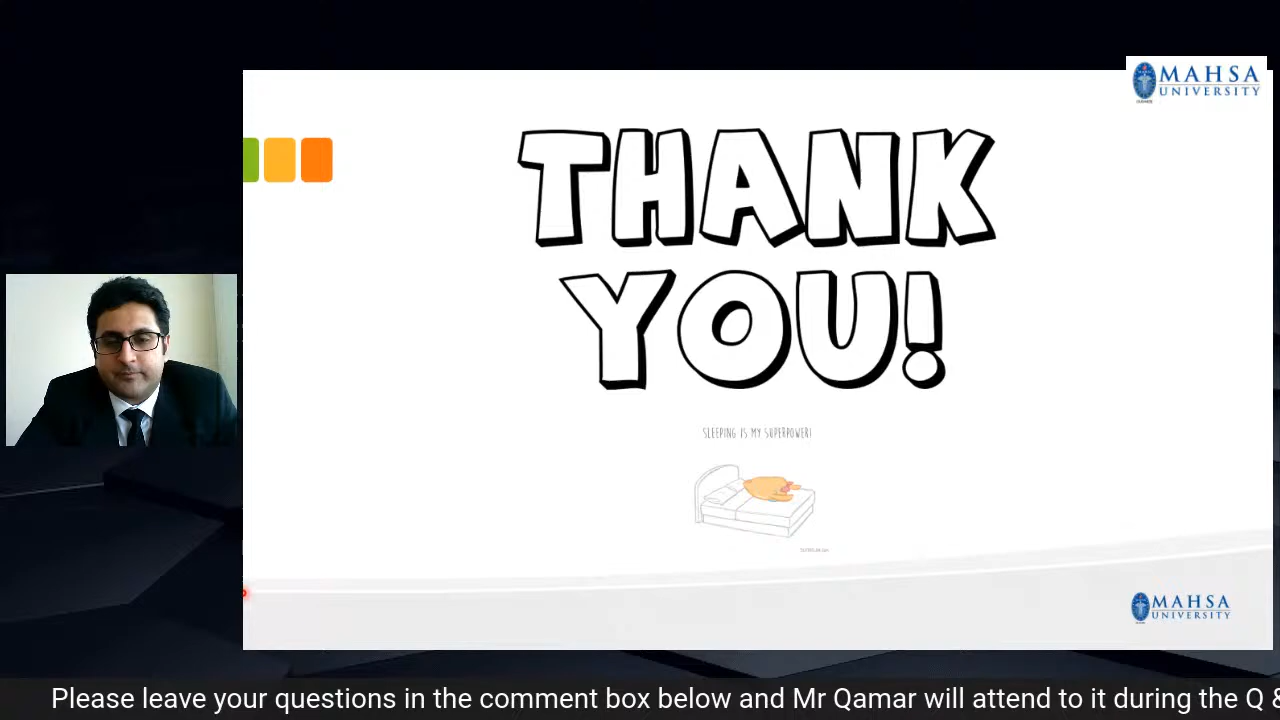 MAHSA
UNIVERSITY
THANK
YOU!
SLEEPING IS MY SUPERPOWER!
MAHSA
UNIVERSITY
Please leave your questions in the comment box below and Mr Qamar will attend to it during the Q &